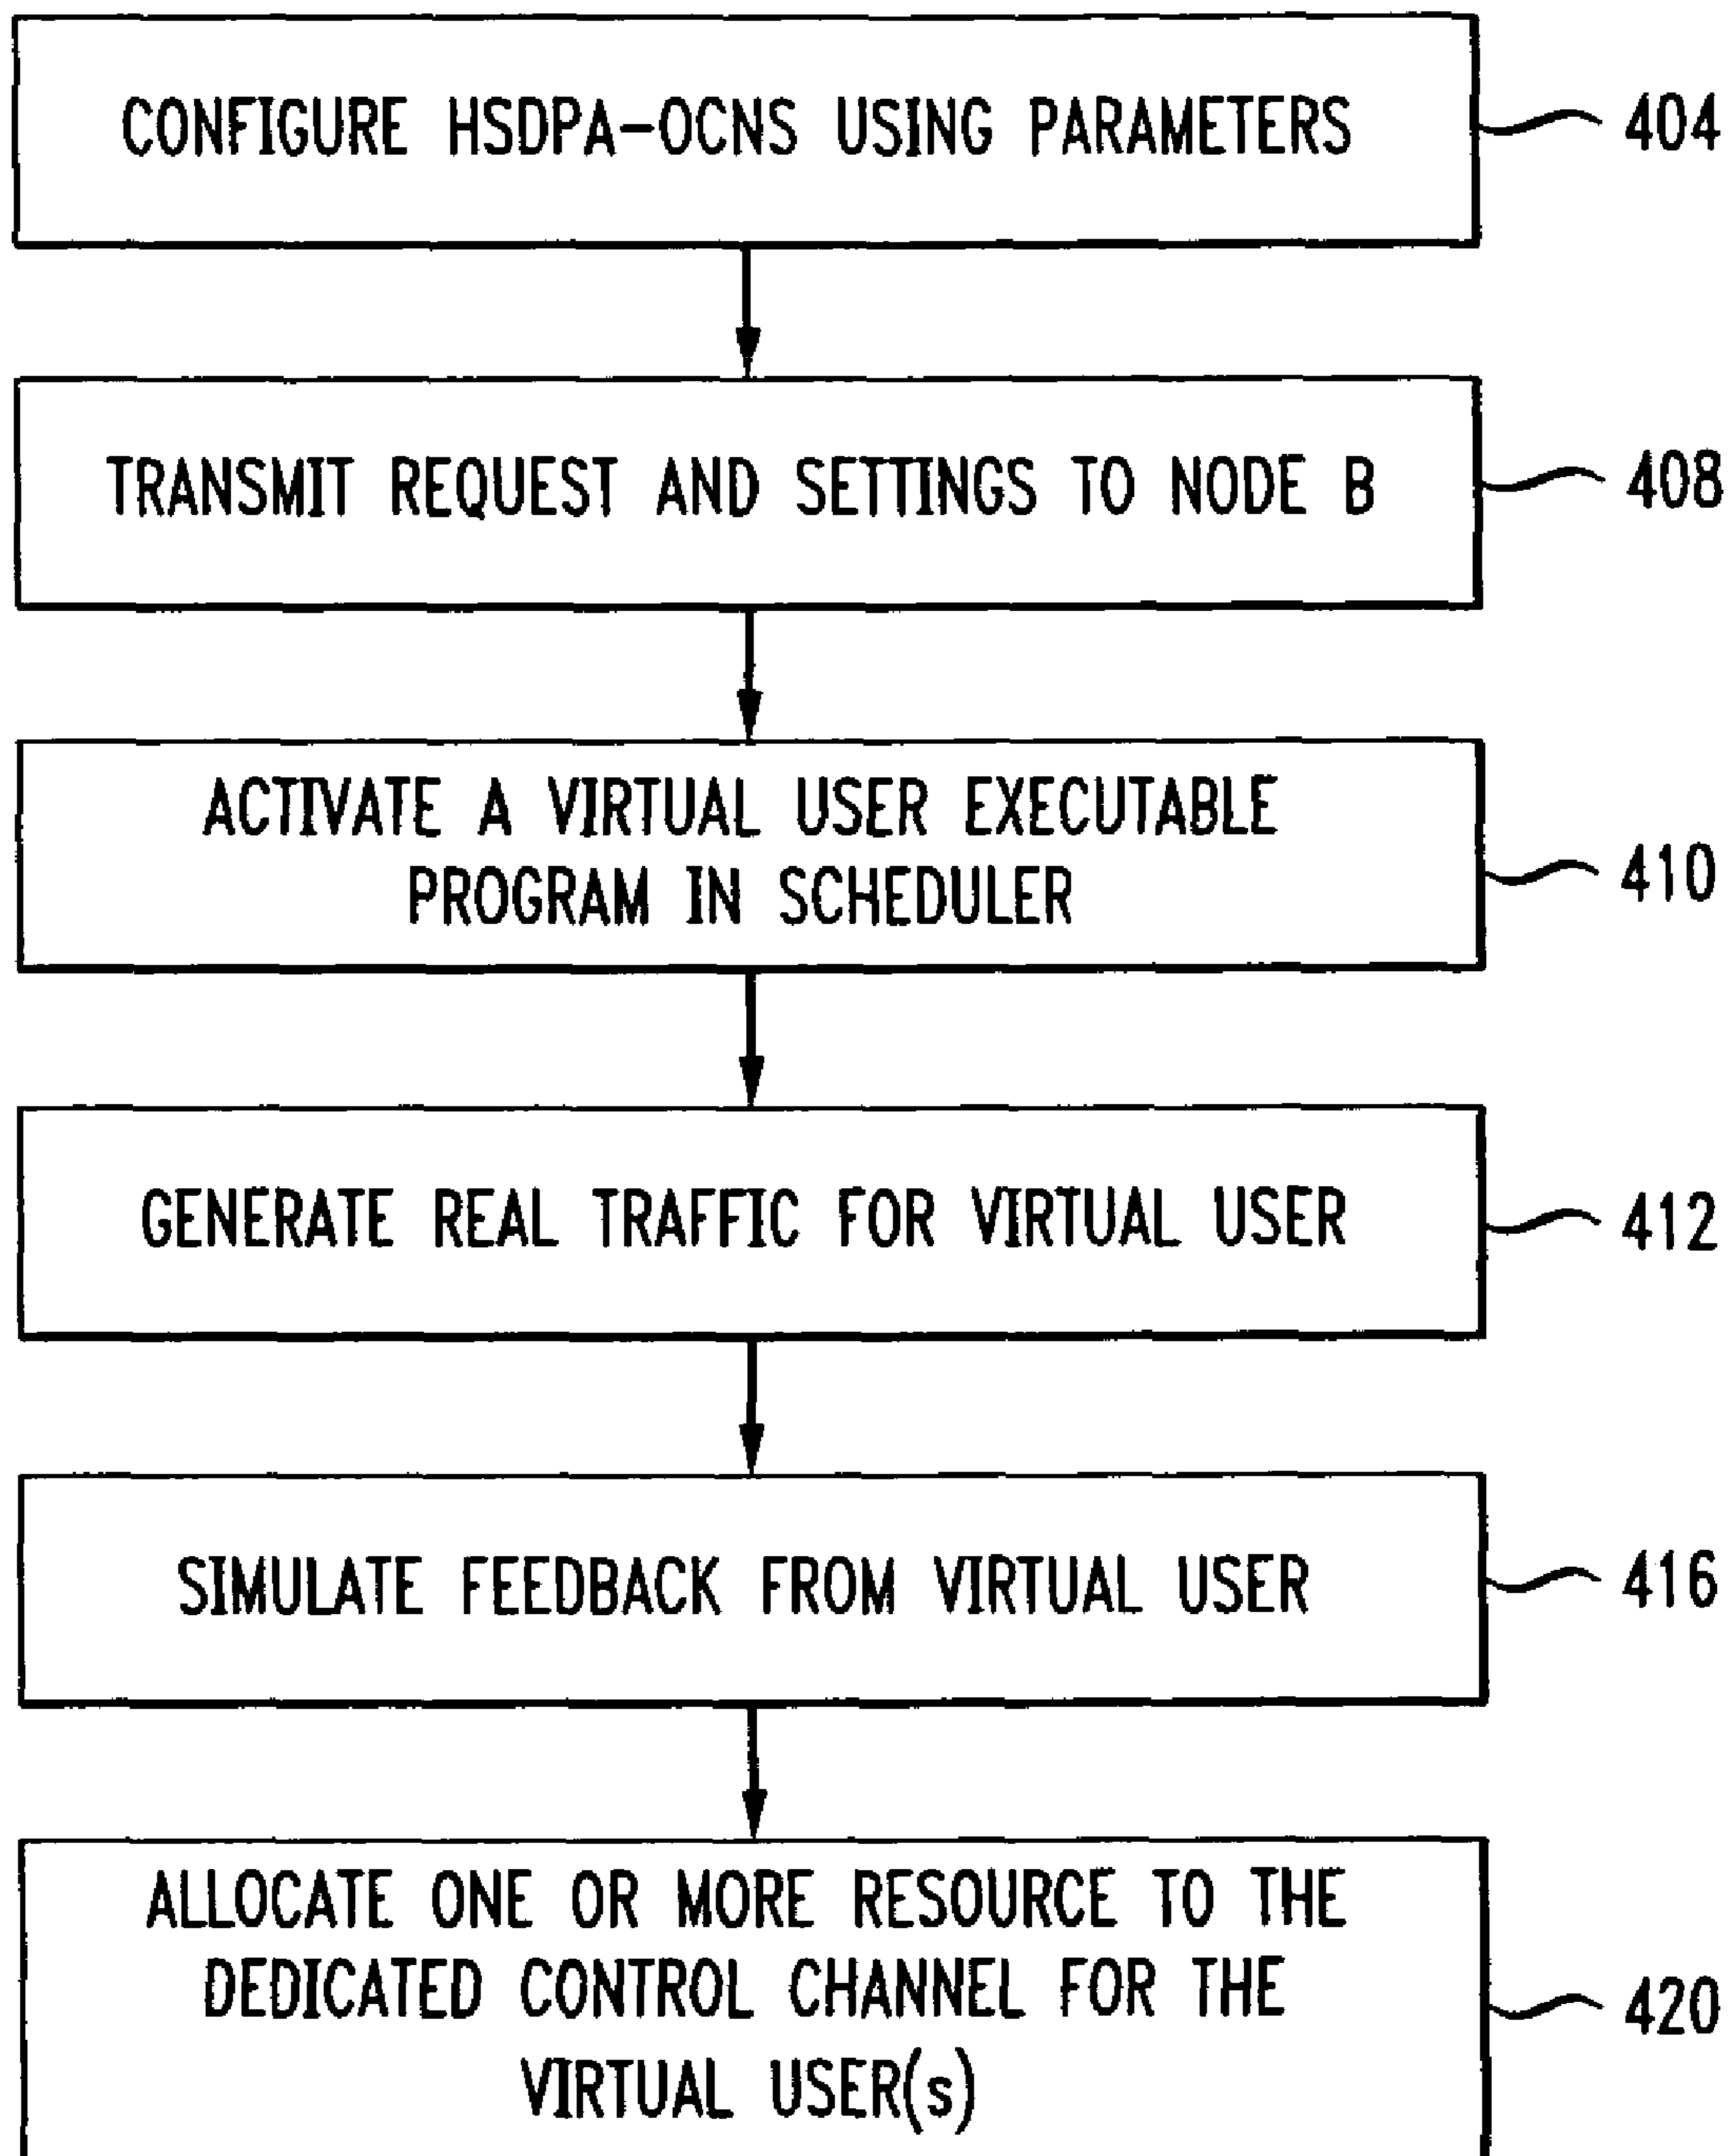 CONFIGURE HSDPA-OCNS USING PARAMETERS
404
TRANSMIT REQUEST AND SETTINGS TO NODE B
408
ACTIVATE A VIRTUAL USER EXECUTABLE
PROGRAM IN SCHEDULER
410
GENERATE REAL TRAFFIC FOR VIRTUAL USER
412
SIMULATE FEEDBACK FROM VIRTUAL USER
416
ALLOCATE ONE OR MORE RESOURCE TO THE
DEDICATED CONTROL CHANNEL FOR THE
VIRTUAL USER(s)
420